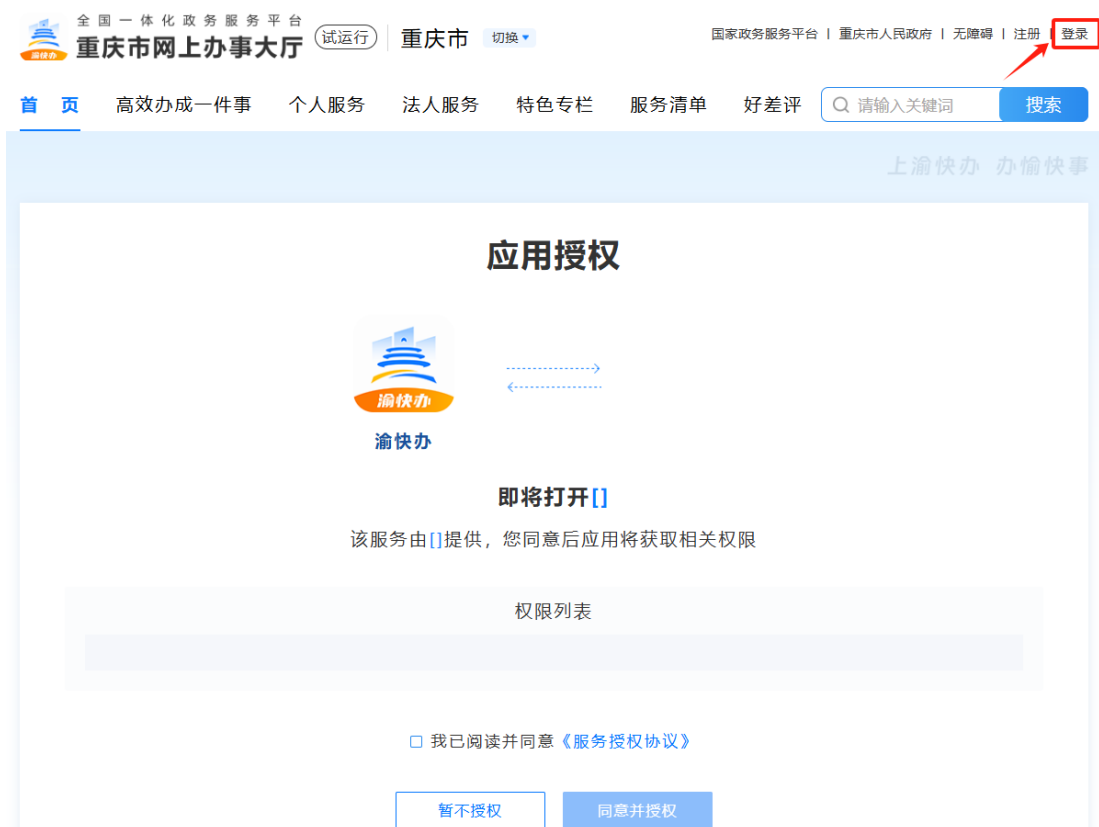 全国一体化政务服务平台
重庆市网上办事大厅 试运行 重庆市 切换
渝快办
国家政务服务平台 | 重庆市人民政府 | 无障碍 | 注册 | 登录
首 页 高效办成一件事 个人服务 法人服务 特色专栏 服务清单 好差评 请输入关键词 搜索
上渝快办 办愉快事
应用授权
渝快办
渝快办
即将打开[]
该服务由[]提供，您同意后应用将获取相关权限
权限列表
我已阅读并同意《服务授权协议》
暂不授权 同意并授权